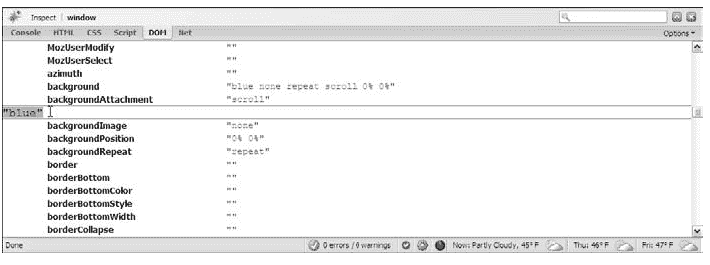 Inspect window
Console HTML CSS Script DOM Net Options
MozUserModify ""
MozUserSelect ""
azimuth ""
background "blue none repeat scroll 0% 0%"
backgroundAttachment "scroll"
"blue"
backgroundImage "none"
backgroundPosition "0% 0%"
backgroundRepeat "repeat"
border ""
borderBottom ""
borderBottomColor ""
borderBottomStyle ""
borderBottomWidth ""
borderCollapse ""
Done 0 errors / 0 warnings Now: Partly Cloudy, 45° F Thu: 46° F Fri: 47° F